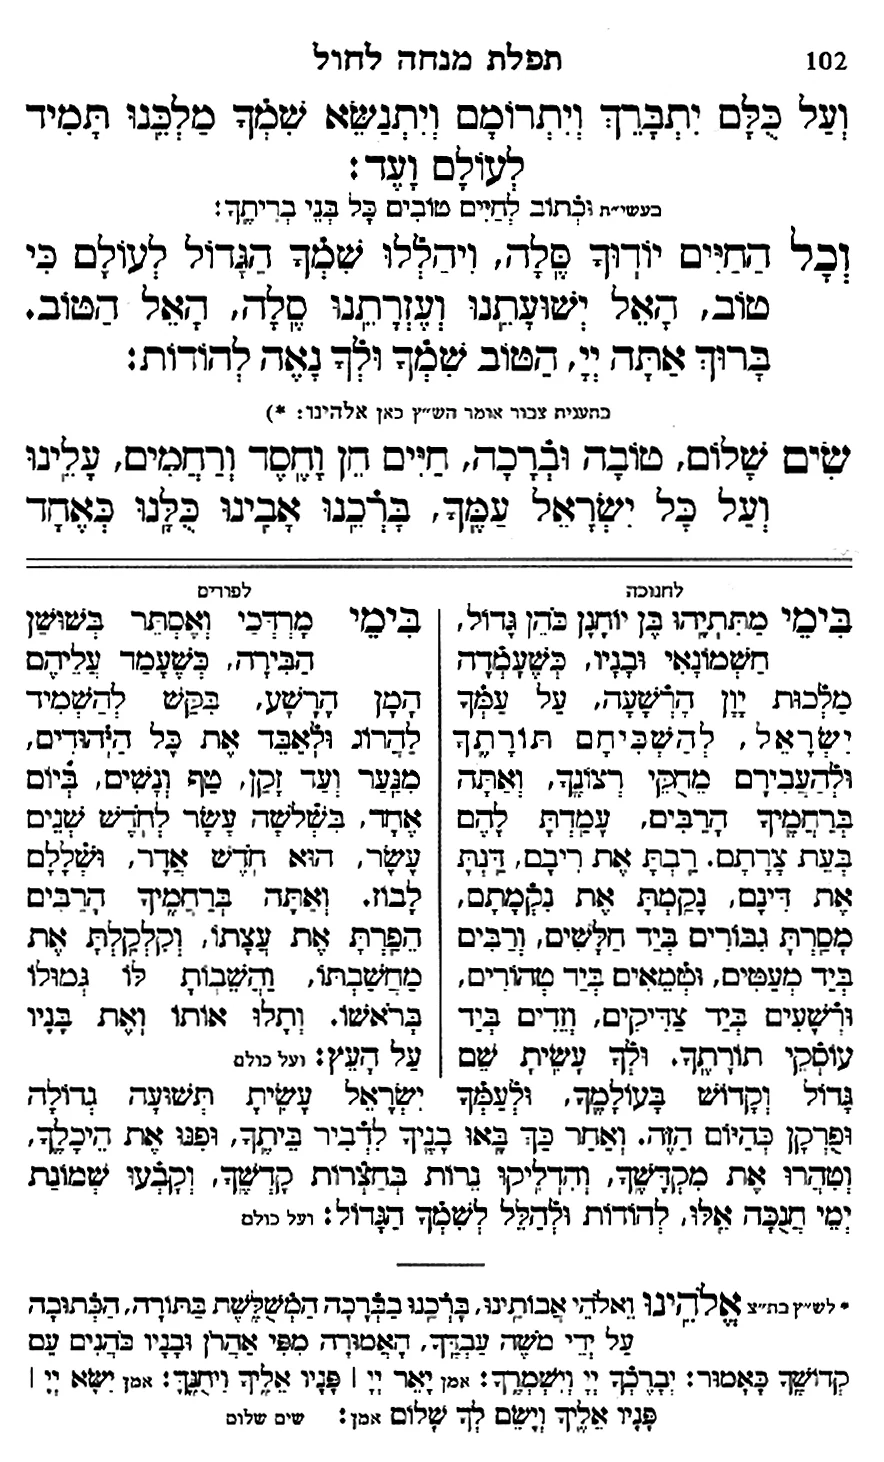 תפלת מנחה לחול 102
וְעַל כֻּלָּם יִתְבָּרֵךְ וְיִתְרוֹמָם וְיִתְנַשֵּׂא שִׁמְךָ מַלְכֵּנוּ תָּמִיד
לְעוֹלָם וָעֶד:
בעשי״ת וּכְתוֹב לְחַיִּים טוֹבִים כָּל בְּנֵי בְרִיתֶךָ:
וְכָל הַחַיִּים יוֹדוּךָ סֶּלָה, וִיהַלְלוּ שִׁמְךָ הַגָּדוֹל לְעוֹלָם כִּי
טוֹב, הָאֵל יְשׁוּעָתֵנוּ וְעֶזְרָתֵנוּ סֶלָה, הָאֵל הַטּוֹב.
בָּרוּךְ אַתָּה יְיָ, הַטּוֹב שִׁמְךָ וּלְךָ נָאֶה לְהוֹדוֹת:
בתענית צבור אומר הש״ץ כאן אלהינו: *)
שִׂים שָׁלוֹם, טוֹבָה וּבְרָכָה, חַיִּים חֵן וָחֶסֶד וְרַחֲמִים, עָלֵינוּ
וְעַל כָּל יִשְׂרָאֵל עַמֶּךָ, בָּרְכֵנוּ אָבִינוּ כֻּלָּנוּ כְּאֶחָד
לחנוכה
בִּימֵי מַתִּתְיָהוּ בֶּן יוֹחָנָן כֹּהֵן גָּדוֹל,
חַשְׁמוֹנָאִי וּבָנָיו, כְּשֶׁעָמְדָה
מַלְכוּת יָוָן הָרְשָׁעָה, עַל עַמְּךָ
יִשְׂרָאֵל, לְהַשְׁכִּיחָם תּוֹרָתֶךָ
וּלְהַעֲבִירָם מֵחֻקֵּי רְצוֹנֶךָ, וְאַתָּה
בְּרַחֲמֶיךָ הָרַבִּים, עָמַדְתָּ לָהֶם
בְּעֵת צָרָתָם. רַבְתָּ אֶת רִיבָם, דַּנְתָּ
אֶת דִּינָם, נָקַמְתָּ אֶת נִקְמָתָם,
מָסַרְתָּ גִבּוֹרִים בְּיַד חַלָּשִׁים, וְרַבִּים
בְּיַד מְעַטִּים, וּטְמֵאִים בְּיַד טְהוֹרִים,
וּרְשָׁעִים בְּיַד צַדִּיקִים, וְזֵדִים בְּיַד
עוֹסְקֵי תוֹרָתֶךָ. וּלְךָ עָשִׂיתָ שֵׁם
לפורים
בִּימֵי מָרְדְּכַי וְאֶסְתֵּר בְּשׁוּשַׁן
הַבִּירָה, כְּשֶׁעָמַד עֲלֵיהֶם
הָמָן הָרָשָׁע, בִּקֵּשׁ לְהַשְׁמִיד
לַהֲרוֹג וּלְאַבֵּד אֶת כָּל הַיְּהוּדִים,
מִנַּעַר וְעַד זָקֵן, טַף וְנָשִׁים, בְּיוֹם
אֶחָד, בִּשְׁלֹשָׁה עָשָׂר לְחֹדֶשׁ שְׁנֵים
עָשָׂר, הוּא חֹדֶשׁ אֲדָר, וּשְׁלָלָם
לָבוֹז. וְאַתָּה בְּרַחֲמֶיךָ הָרַבִּים
הֵפַרְתָּ אֶת עֲצָתוֹ, וְקִלְקַלְתָּ אֶת
מַחֲשַׁבְתּוֹ, וַהֲשֵׁבוֹתָ לּוֹ גְּמוּלוֹ
בְּרֹאשׁוֹ. וְתָלוּ אוֹתוֹ וְאֶת בָּנָיו
עַל הָעֵץ: ועל כולם
גָּדוֹל וְקָדוֹשׁ בָּעוֹלָמֶךָ, וּלְעַמְּךָ יִשְׂרָאֵל עָשִׂיתָ תְּשׁוּעָה גְדוֹלָה
וּפֻרְקָן כְּהַיּוֹם הַזֶּה. וְאַחַר כַּךְ בָּאוּ בָנֶיךָ לִדְבִיר בֵּיתֶךָ, וּפִנּוּ אֶת הֵיכָלֶךָ,
וְטִהֲרוּ אֶת מִקְדָּשֶׁךָ, וְהִדְלִיקוּ נֵרוֹת בְּחַצְרוֹת קָדְשֶׁךָ, וְקָבְעוּ שְׁמוֹנַת
יְמֵי חֲנֻכָּה אֵלּוּ, לְהוֹדוֹת וּלְהַלֵּל לְשִׁמְךָ הַגָּדוֹל: ועל כולם
* לש״ץ בת״צ אֱלֹהֵינוּ וֵאלֹהֵי אֲבוֹתֵינוּ, בָּרְכֵנוּ בַבְּרָכָה הַמְשֻׁלֶּשֶׁת בַּתּוֹרָה, הַכְּתוּבָה
עַל יְדֵי מֹשֶׁה עַבְדֶּךָ, הָאֲמוּרָה מִפִּי אַהֲרֹן וּבָנָיו כֹּהֲנִים עַם
קְדוֹשֶׁךָ כָּאָמוּר: יְבָרֶכְךָ יְיָ וְיִשְׁמְרֶךָ: אמן יָאֵר יְיָ | פָּנָיו אֵלֶיךָ וִיחֻנֶּךָּ: אמן יִשָּׂא יְיָ |
פָּנָיו אֵלֶיךָ וְיָשֵׂם לְךָ שָׁלוֹם אמן: שים שלום